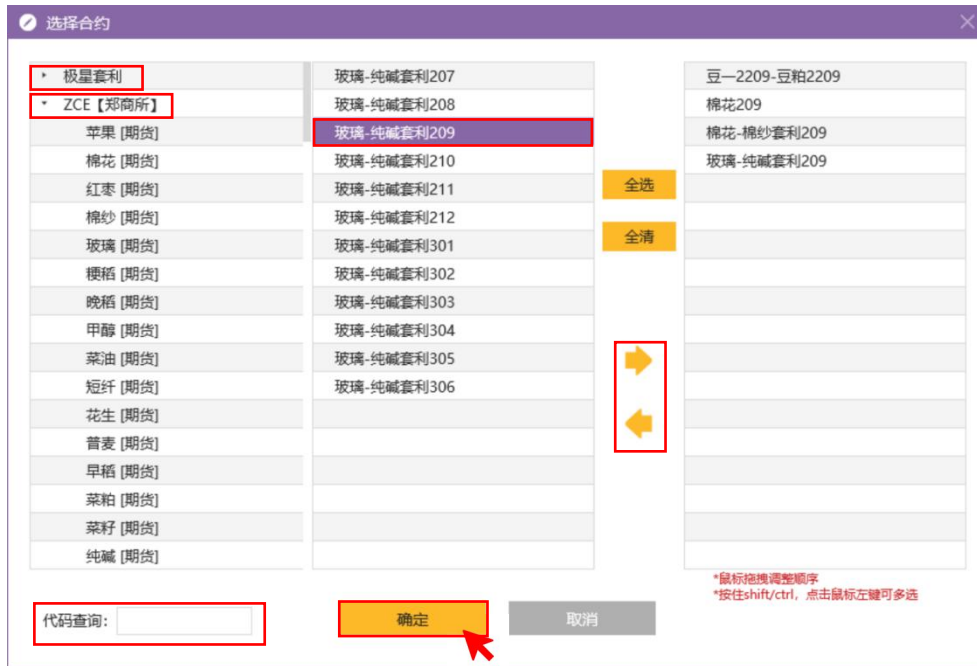 选择合约
极星套利
ZCE【郑商所】
苹果 [期货]
棉花 [期货]
红枣 [期货]
棉纱 [期货]
玻璃 [期货]
粳稻 [期货]
晚稻 [期货]
甲醇 [期货]
菜油 [期货]
短纤 [期货]
花生 [期货]
普麦 [期货]
早稻 [期货]
菜粕 [期货]
菜籽 [期货]
纯碱 [期货]
玻璃-纯碱套利207
玻璃-纯碱套利208
玻璃-纯碱套利209
玻璃-纯碱套利210
玻璃-纯碱套利211
玻璃-纯碱套利212
玻璃-纯碱套利301
玻璃-纯碱套利302
玻璃-纯碱套利303
玻璃-纯碱套利304
玻璃-纯碱套利305
玻璃-纯碱套利306
全选
全清
豆一2209-豆粕2209
棉花209
棉花-棉纱套利209
玻璃-纯碱套利209
*鼠标拖拽调整顺序
*按住shift/ctrl，点击鼠标左键可多选
代码查询：
确定
取消